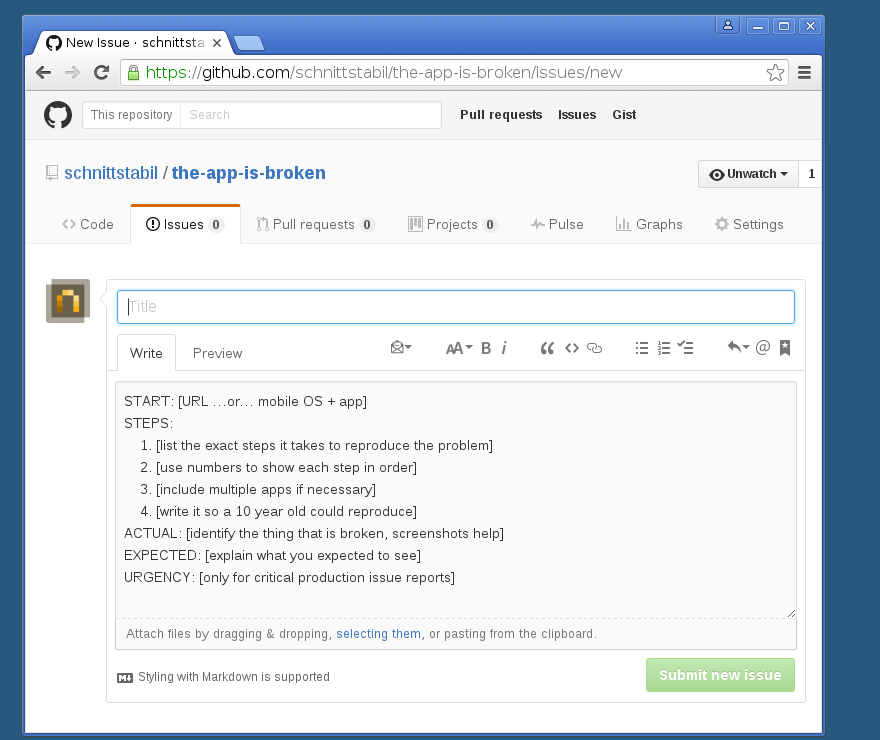 New Issue · schnittsta
https://github.com/schnittstabil/the-app-is-broken/issues/new
This repository Search Pull requests Issues Gist
schnittstabil / the-app-is-broken Unwatch 1
Code Issues 0 Pull requests 0 Projects 0 Pulse Graphs Settings
Title
Write Preview AA B i @
START: [URL …or… mobile OS + app]
STEPS:
1. [list the exact steps it takes to reproduce the problem]
2. [use numbers to show each step in order]
3. [include multiple apps if necessary]
4. [write it so a 10 year old could reproduce]
ACTUAL: [identify the thing that is broken, screenshots help]
EXPECTED: [explain what you expected to see]
URGENCY: [only for critical production issue reports]
Attach files by dragging & dropping, selecting them, or pasting from the clipboard.
Styling with Markdown is supported Submit new issue